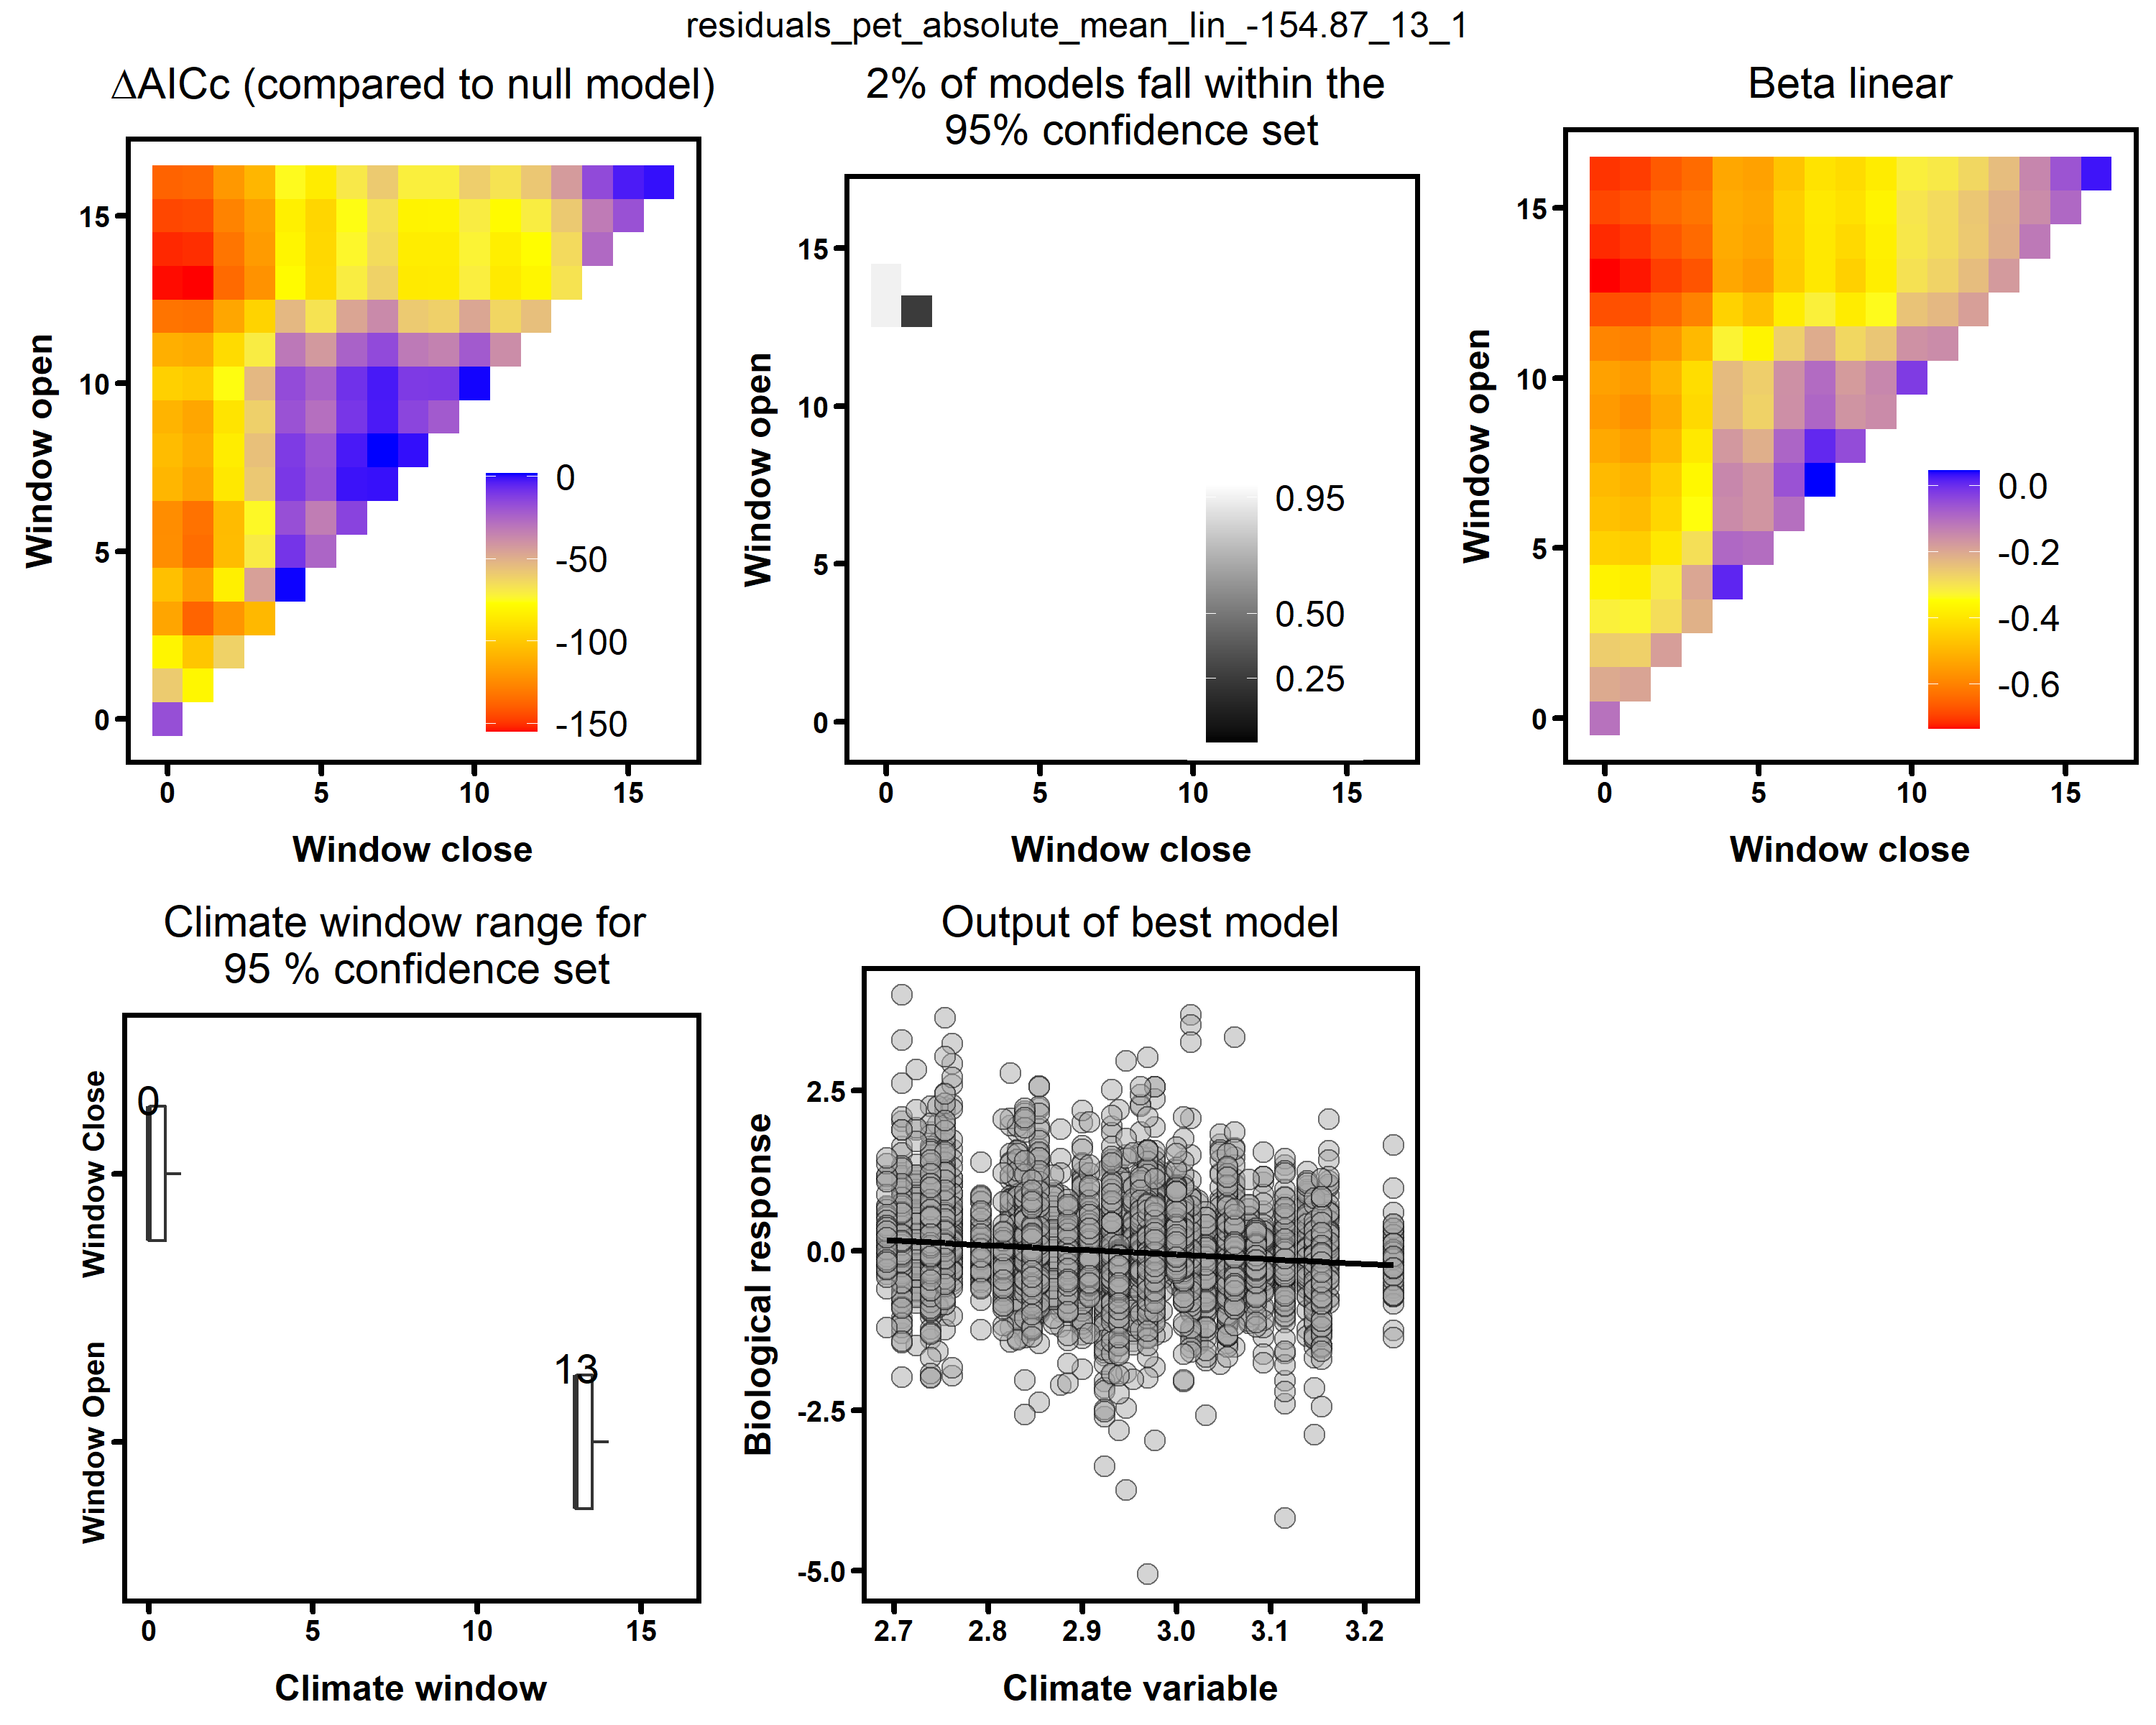 residuals_pet_absolute_mean_lin_-154.87_13_1
ΔAICc (compared to null model)
Window open
15
10
5
0
0
-50
-100
-150
0 5 10 15
Window close
2% of models fall within the
95% confidence set
Window open
15
10
5
0
0.95
0.50
0.25
0 5 10 15
Window close
Beta linear
Window open
15
10
5
0
0.0
-0.2
-0.4
-0.6
0 5 10 15
Window close
Climate window range for
95 % confidence set
Window Close
Window Open
0
13
0 5 10 15
Climate window
Output of best model
Biological response
2.5
0.0
-2.5
-5.0
2.7 2.8 2.9 3.0 3.1 3.2
Climate variable